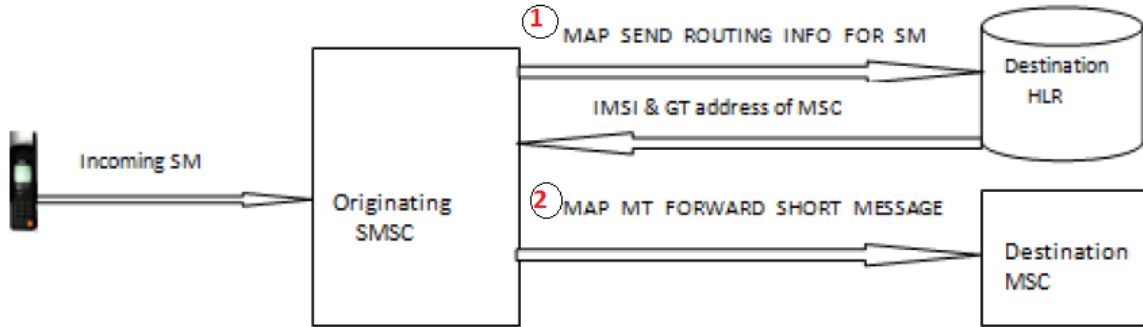 1
MAP SEND ROUTING INFO FOR SM
Destination
HLR
IMSI & GT address of MSC
Incoming SM
Originating
SMSC
2
MAP MT FORWARD SHORT MESSAGE
Destination
MSC